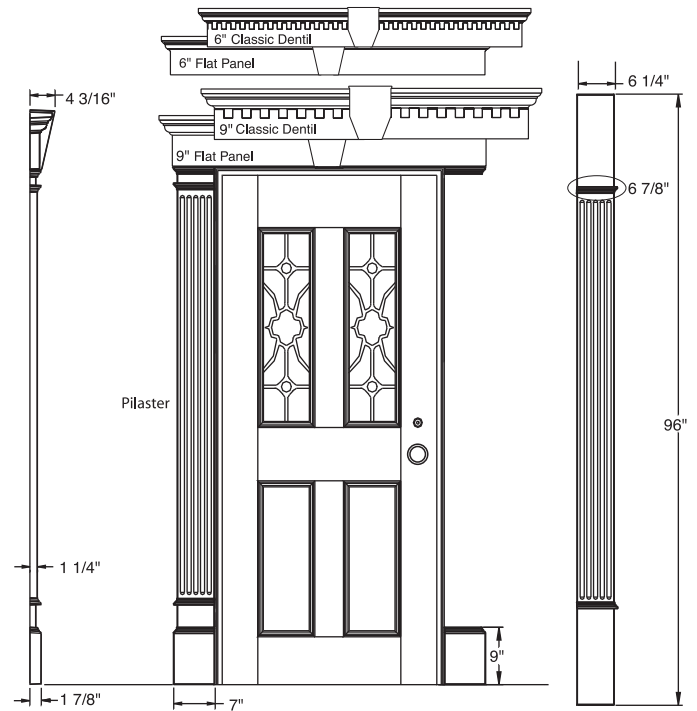 6" Classic Dentil
6" Flat Panel
6 1/4"
4 3/16"
9" Classic Dentil
9" Flat Panel
6 7/8"
Pilaster
96"
1 1/4"
9"
1 7/8"
7"